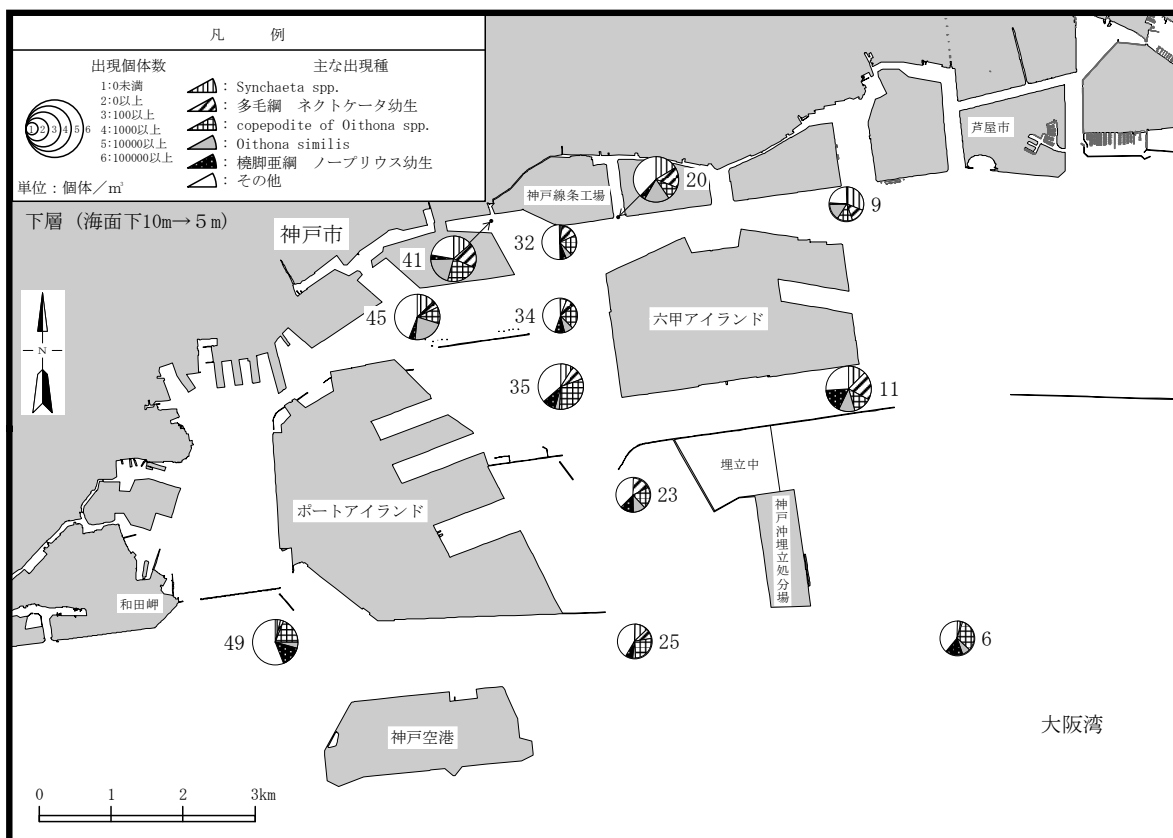 凡 例
出現個体数
主な出現種
1 2 3 4 5 6
1:0未満
2:0以上
3:100以上
4:1000以上
5:10000以上
6:100000以上
: Synchaeta spp.
: 多毛綱 ネクトケータ幼生
: copepodite of Oithona spp.
: Oithona similis
: 橈脚亜綱 ノープリウス幼生
: その他
単位：個体／m³
下層（海面下10m→5m）
芦屋市
神戸線条工場
20
9
神戸市
32
41
45
34
六甲アイランド
N
35
11
埋立中
23
ポートアイランド
神戸沖埋立処分場
和田岬
49
25
6
大阪湾
神戸空港
0 1 2 3km